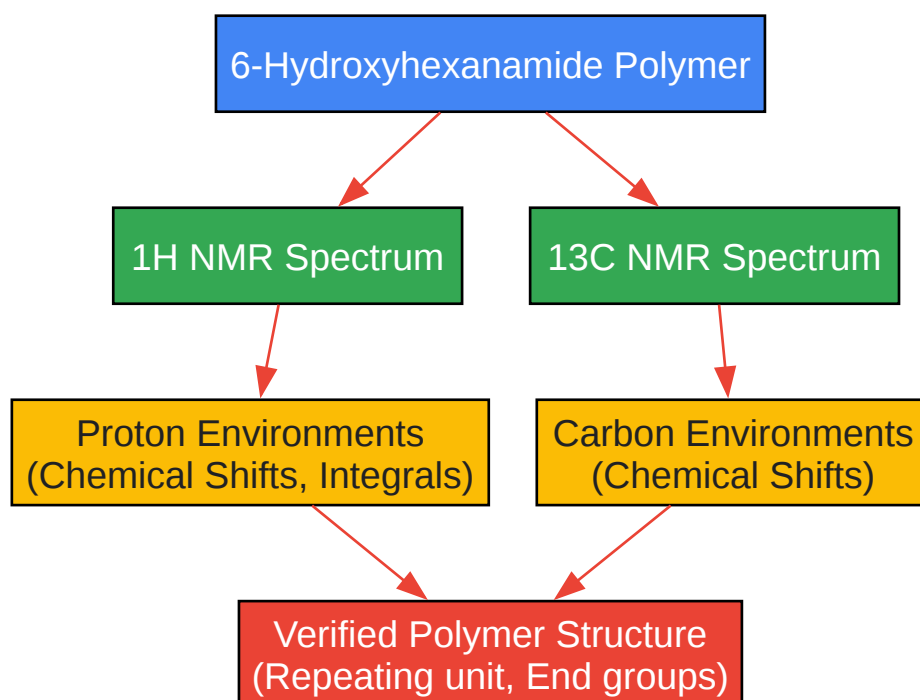 6-Hydroxyhexanamide Polymer
1H NMR Spectrum
13C NMR Spectrum
Proton Environments
(Chemical Shifts, Integrals)
Carbon Environments
(Chemical Shifts)
Verified Polymer Structure
(Repeating unit, End groups)